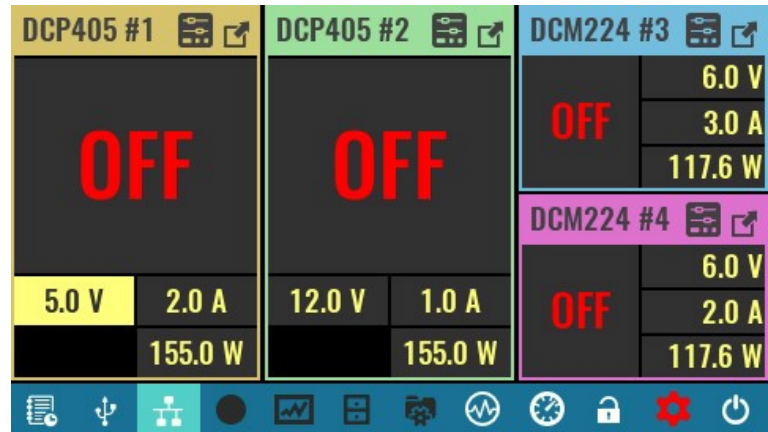 DCP405 #1
OFF
5.0 V
2.0 A
155.0 W
DCP405 #2
OFF
12.0 V
1.0 A
155.0 W
DCM224 #3
OFF
6.0 V
3.0 A
117.6 W
DCM224 #4
OFF
6.0 V
2.0 A
117.6 W